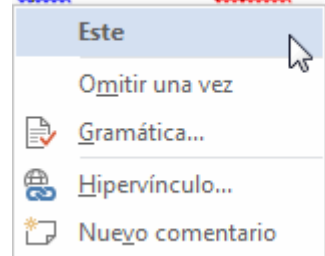 Este
Omitir una vez
Gramática...
Hipervínculo...
Nuevo comentario